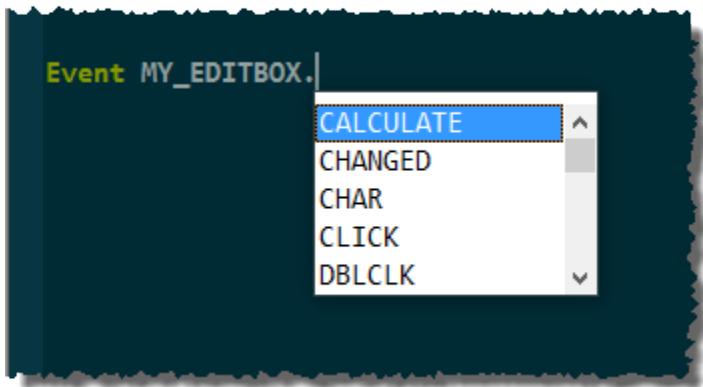 Event MY_EDITBOX.
CALCULATE
CHANGED
CHAR
CLICK
DBLCLK